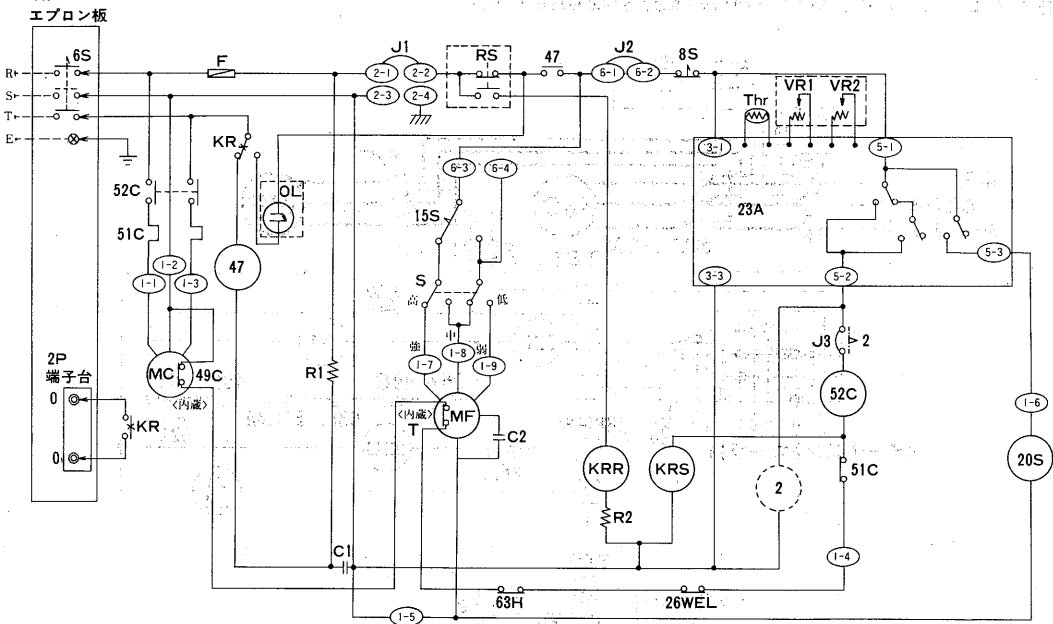 エプロン板
6S
R
S
T
E
F
J1
2-1
2-2
2-3
2-4
RS
47
J2
6-1
6-2
8S
Thr
VR1
VR2
3-1
5-1
KR
OL
52C
51C
47
6-3
6-4
15S
23A
5-3
3-3
5-2
1-1
1-2
1-3
S
高
中
低
強
弱
1-7
1-8
1-9
J3
2
52C
MC
49C
<内蔵>
R1
<内蔵>
T
MF
C2
2P
端子台
0
KR
0
KRR
KRS
2
51C
1-6
20S
R2
C1
1-4
63H
26WEL
1-5